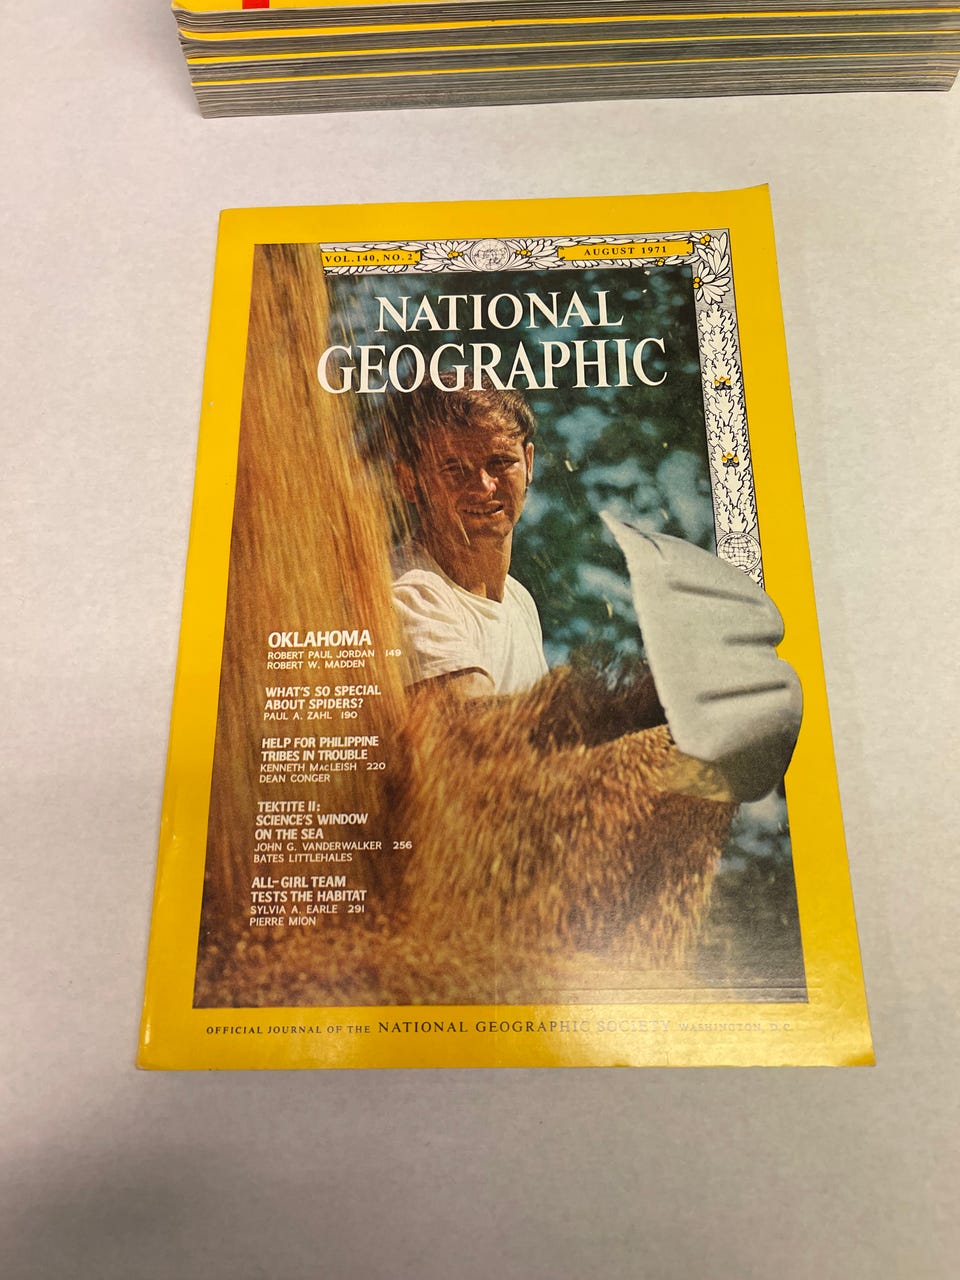 VOL. 140, NO. 2
AUGUST 1971
NATIONAL
GEOGRAPHIC
OKLAHOMA
ROBERT PAUL JORDAN 149
ROBERT W. MADDEN
WHAT'S SO SPECIAL
ABOUT SPIDERS?
PAUL A. ZAHL 190
HELP FOR PHILIPPINE
TRIBES IN TROUBLE
KENNETH MacLEISH 220
DEAN CONGER
TEKTITE II:
SCIENCE'S WINDOW
ON THE SEA
JOHN G. VANDERWALKER 256
BATES LITTLEHALES
ALL-GIRL TEAM
TESTS THE HABITAT
SYLVIA A. EARLE 291
PIERRE MION
OFFICIAL JOURNAL OF THE NATIONAL GEOGRAPHIC SOCIETY WASHINGTON, D.C.